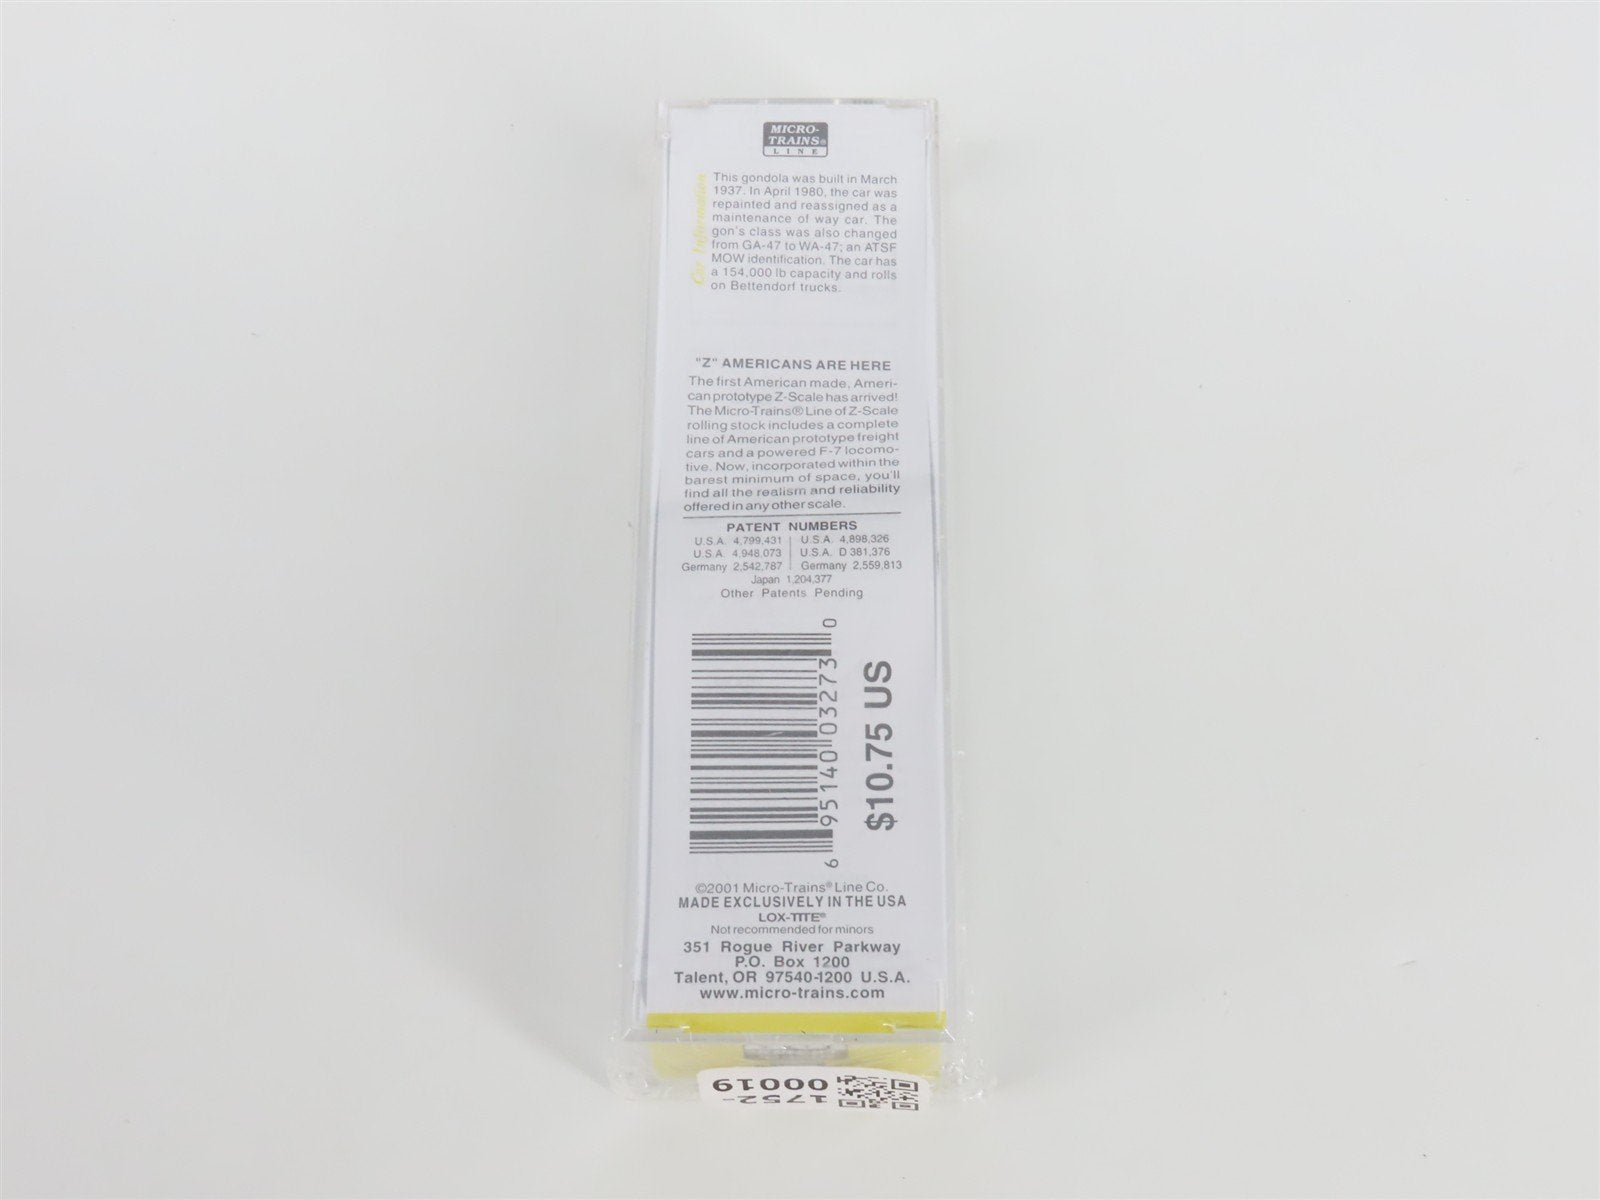 MICRO-
TRAINS®
LINE
Car Information
This gondola was built in March
1937. In April 1980, the car was
repainted and reassigned as a
maintenance of way car. The
gon's class was also changed
from GA-47 to WA-47; an ATSF
MOW identification. The car has
a 154,000 lb capacity and rolls
on Bettendorf trucks.
"Z" AMERICANS ARE HERE
The first American made, Ameri-
can prototype Z-Scale has arrived!
The Micro-Trains® Line of Z-Scale
rolling stock includes a complete
line of American prototype freight
cars and a powered F-7 locomo-
tive. Now, incorporated within the
barest minimum of space, you'll
find all the realism and reliability
offered in any other scale.
PATENT NUMBERS
U.S.A. 4,799,431 U.S.A. 4,898,326
U.S.A. 4,948,073 U.S.A. D 381,376
Germany 2,542,787 Germany 2,559,813
Japan 1,204,377
Other Patents Pending
6 95140 03273 0
$10.75 US
©2001 Micro-Trains® Line Co.
MADE EXCLUSIVELY IN THE USA
LOX-TITE®
Not recommended for minors
351 Rogue River Parkway
P.O. Box 1200
Talent, OR 97540-1200 U.S.A.
www.micro-trains.com
1752-
00019